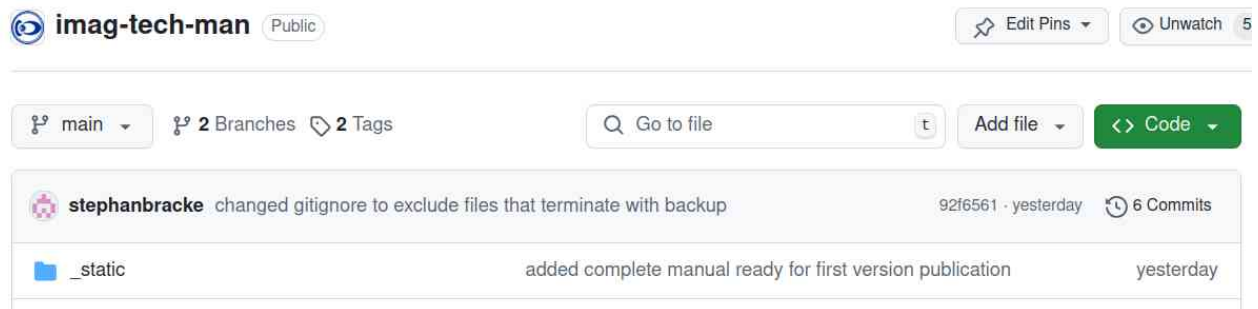 imag-tech-man Public Edit Pins Unwatch 5
main 2 Branches 2 Tags Go to file t Add file <> Code
stephanbracke changed gitignore to exclude files that terminate with backup 92f6561 · yesterday 6 Commits
_static added complete manual ready for first version publication yesterday